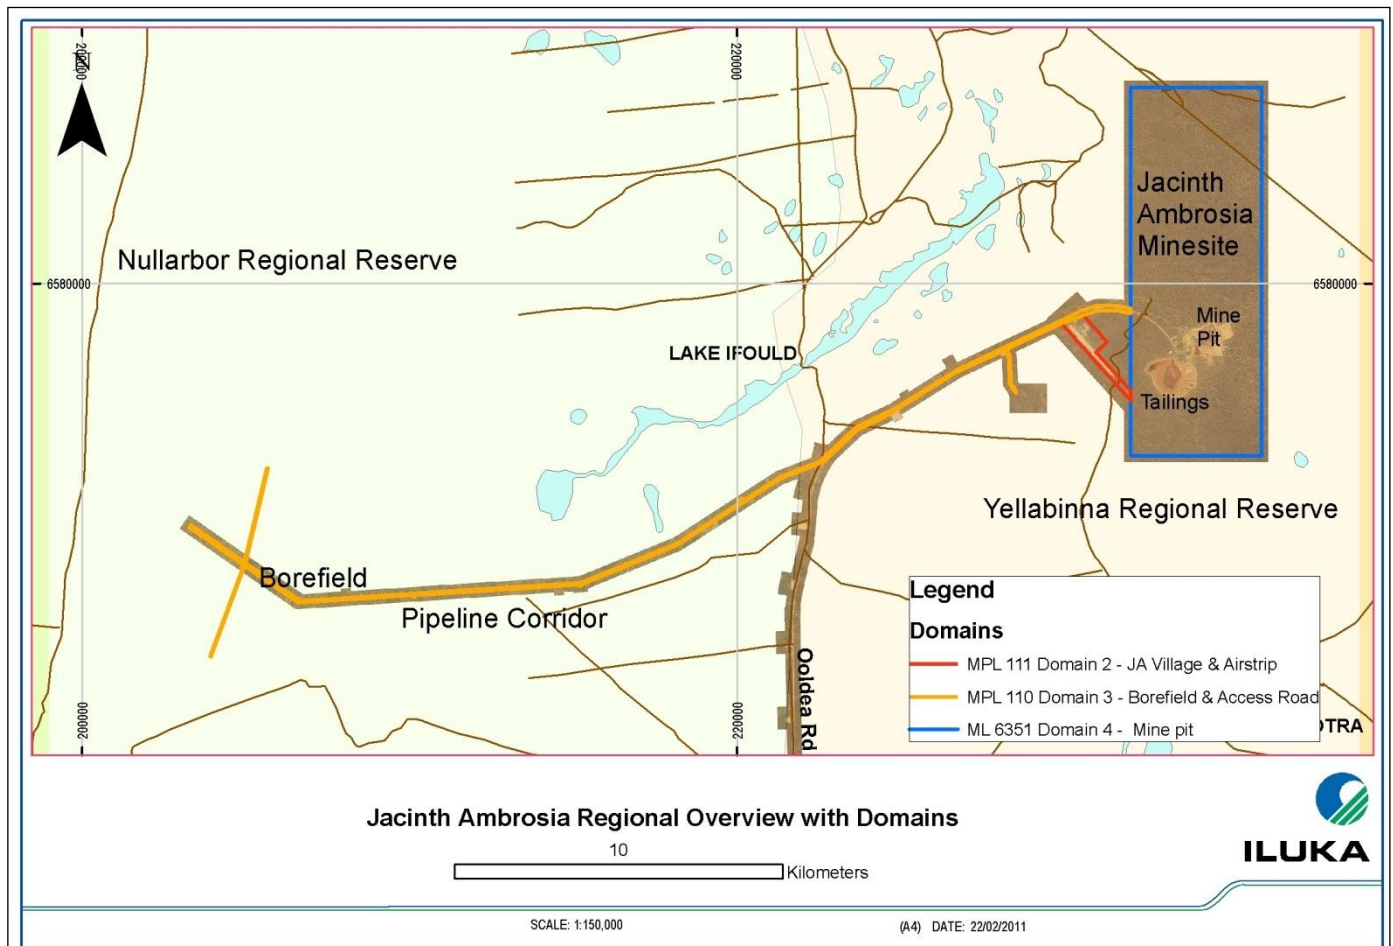 200000
220000
N
Jacinth
Ambrosia
Minesite
Nullarbor Regional Reserve
6580000
6580000
Mine
Pit
LAKE IFOULD
Tailings
Yellabinna Regional Reserve
Borefield
Pipeline Corridor
Ooldea Rd
200000
220000
Legend
Domains
MPL 111 Domain 2 - JA Village & Airstrip
MPL 110 Domain 3 - Borefield & Access Road
ML 6351 Domain 4 - Mine pit
OTRA
Jacinth Ambrosia Regional Overview with Domains
10
Kilometers
ILUKA
SCALE: 1:150,000
(A4) DATE: 22/02/2011